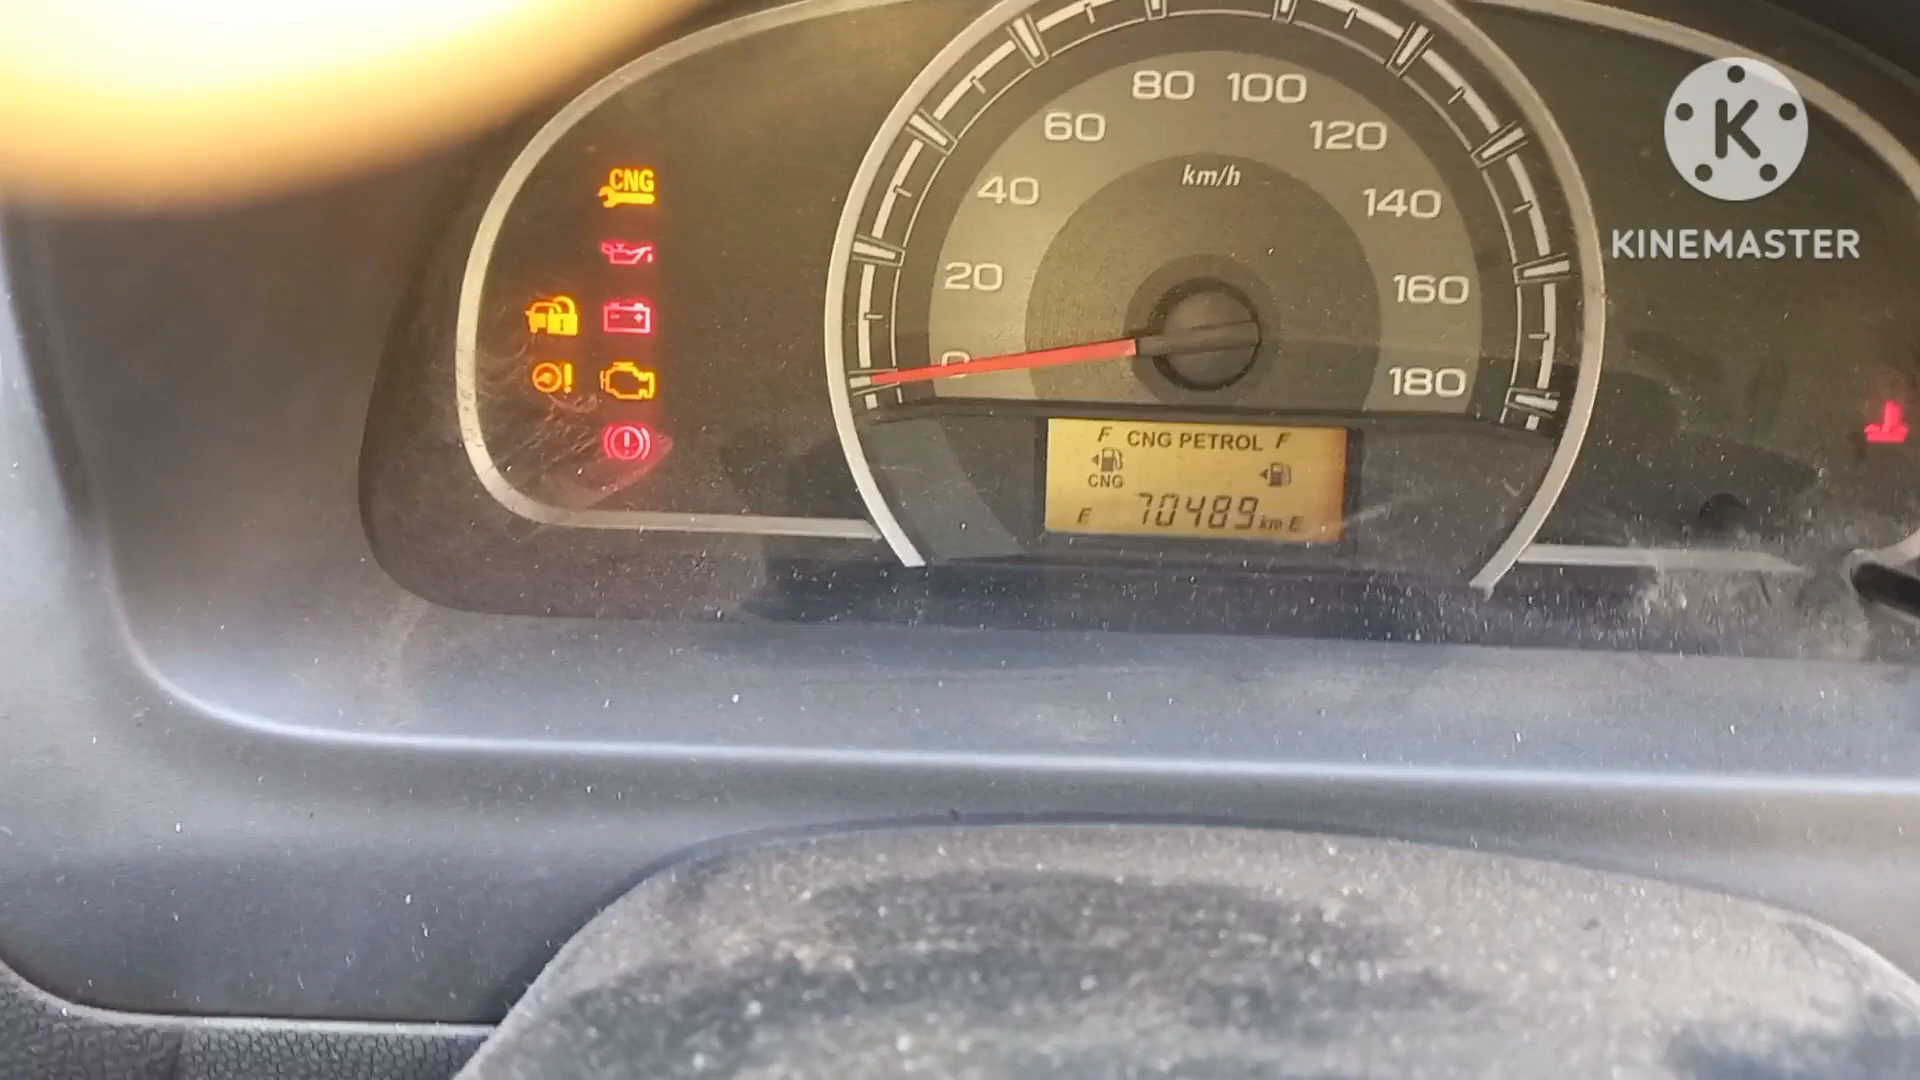 80 100
60
120
km/h
40
140
20
160
0
180
CNG
F CNG PETROL F
CNG
E 70489 km E
K
KINEMASTER